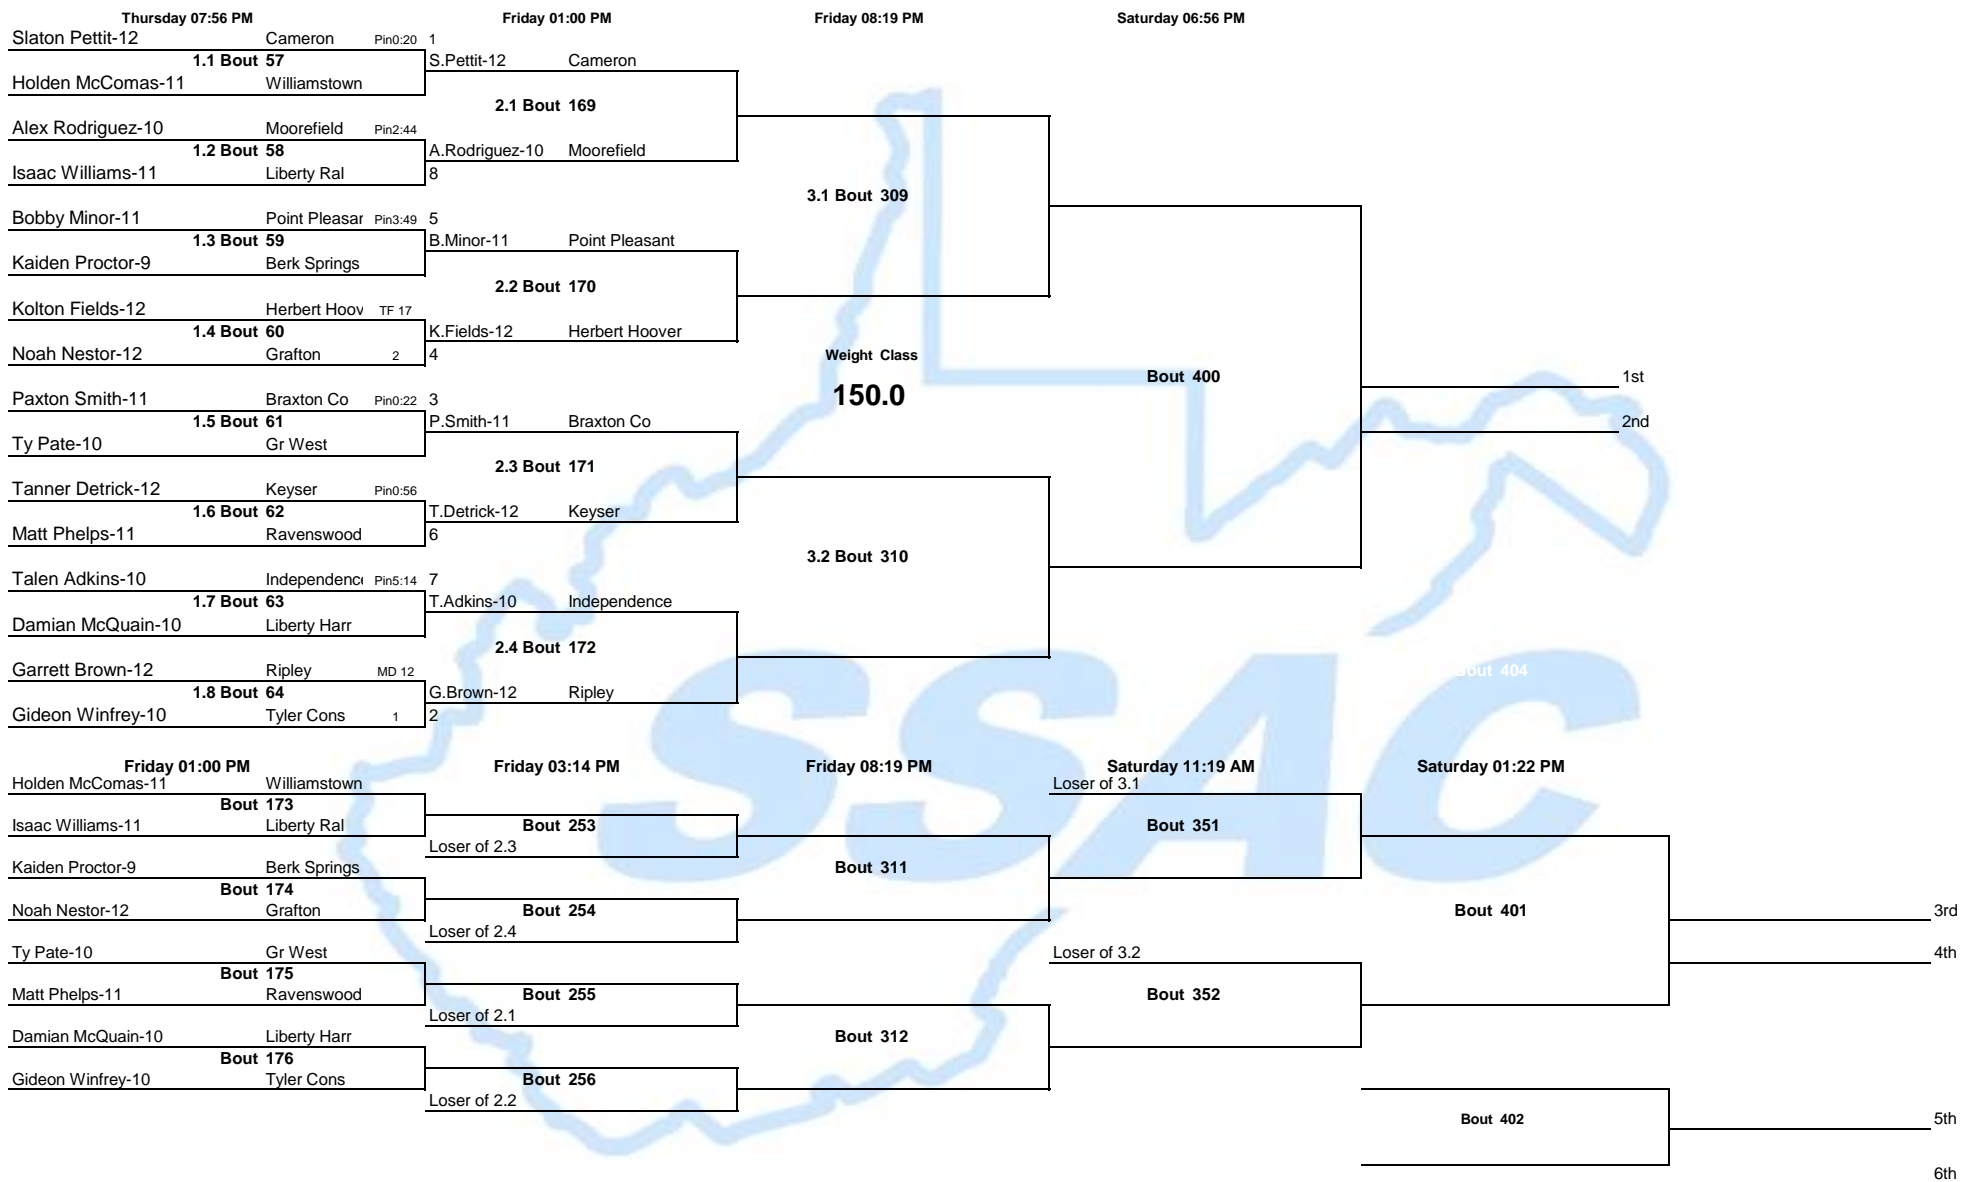 Thursday 07:56 PM Friday 01:00 PM Friday 08:19 PM Saturday 06:56 PM
Slaton Pettit-12 Cameron Pin0:20 1
1.1 Bout 57 S.Pettit-12 Cameron
Holden McComas-11 Williamstown
2.1 Bout 169
Alex Rodriguez-10 Moorefield Pin2:44
1.2 Bout 58 A.Rodriguez-10 Moorefield
Isaac Williams-11 Liberty Ral 8
3.1 Bout 309
Bobby Minor-11 Point Pleasar Pin3:49 5
1.3 Bout 59 B.Minor-11 Point Pleasant
Kaiden Proctor-9 Berk Springs
2.2 Bout 170
Kolton Fields-12 Herbert Hoov TF 17
1.4 Bout 60 K.Fields-12 Herbert Hoover
Noah Nestor-12 Grafton 2 4 Weight Class
Bout 400 1st
Paxton Smith-11 Braxton Co Pin0:22 3 150.0
1.5 Bout 61 P.Smith-11 Braxton Co 2nd
Ty Pate-10 Gr West
2.3 Bout 171
Tanner Detrick-12 Keyser Pin0:56
1.6 Bout 62 T.Detrick-12 Keyser
Matt Phelps-11 Ravenswood 6
3.2 Bout 310
Talen Adkins-10 Independence Pin5:14 7
1.7 Bout 63 T.Adkins-10 Independence
Damian McQuain-10 Liberty Harr
2.4 Bout 172
Garrett Brown-12 Ripley MD 12 Bout 404
1.8 Bout 64 G.Brown-12 Ripley
Gideon Winfrey-10 Tyler Cons 1 2
SSAC
Friday 01:00 PM Friday 03:14 PM Friday 08:19 PM Saturday 11:19 AM Saturday 01:22 PM
Holden McComas-11 Williamstown Loser of 3.1
Bout 173
Isaac Williams-11 Liberty Ral Bout 253 Bout 351
Loser of 2.3
Kaiden Proctor-9 Berk Springs Bout 311
Bout 174
Noah Nestor-12 Grafton Bout 254 Bout 401 3rd
Loser of 2.4
Ty Pate-10 Gr West Loser of 3.2 4th
Bout 175
Matt Phelps-11 Ravenswood Bout 255 Bout 352
Loser of 2.1
Damian McQuain-10 Liberty Harr Bout 312
Bout 176
Gideon Winfrey-10 Tyler Cons Bout 256
Loser of 2.2
Bout 402 5th
6th